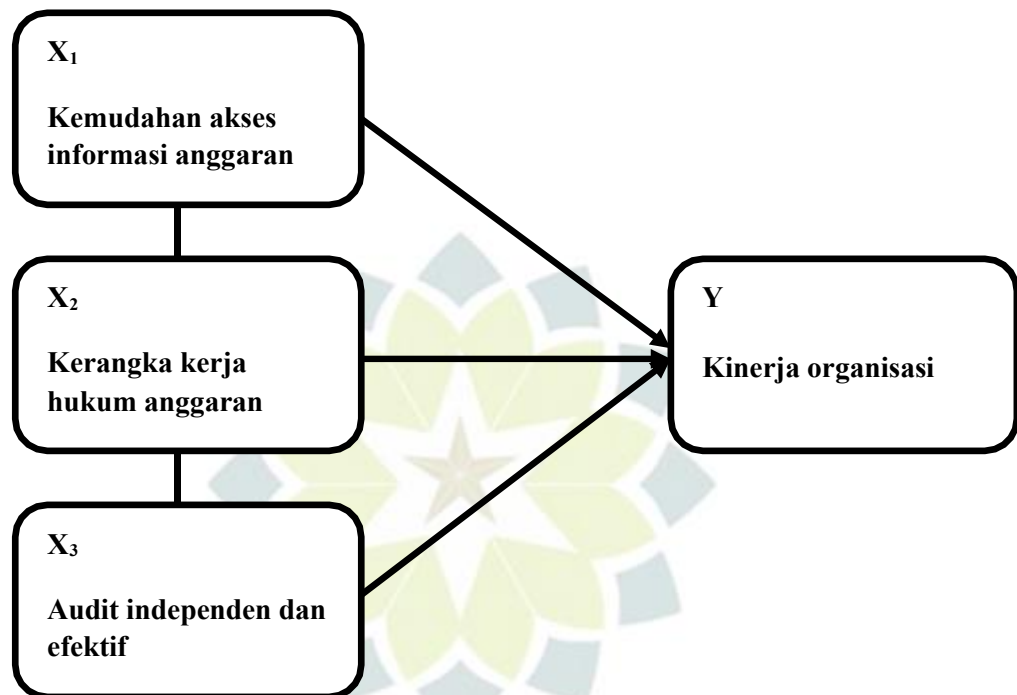 X₁
Kemudahan akses
informasi anggaran
X₂
Kerangka kerja
hukum anggaran
X₃
Audit independen dan
efektif
Y
Kinerja organisasi